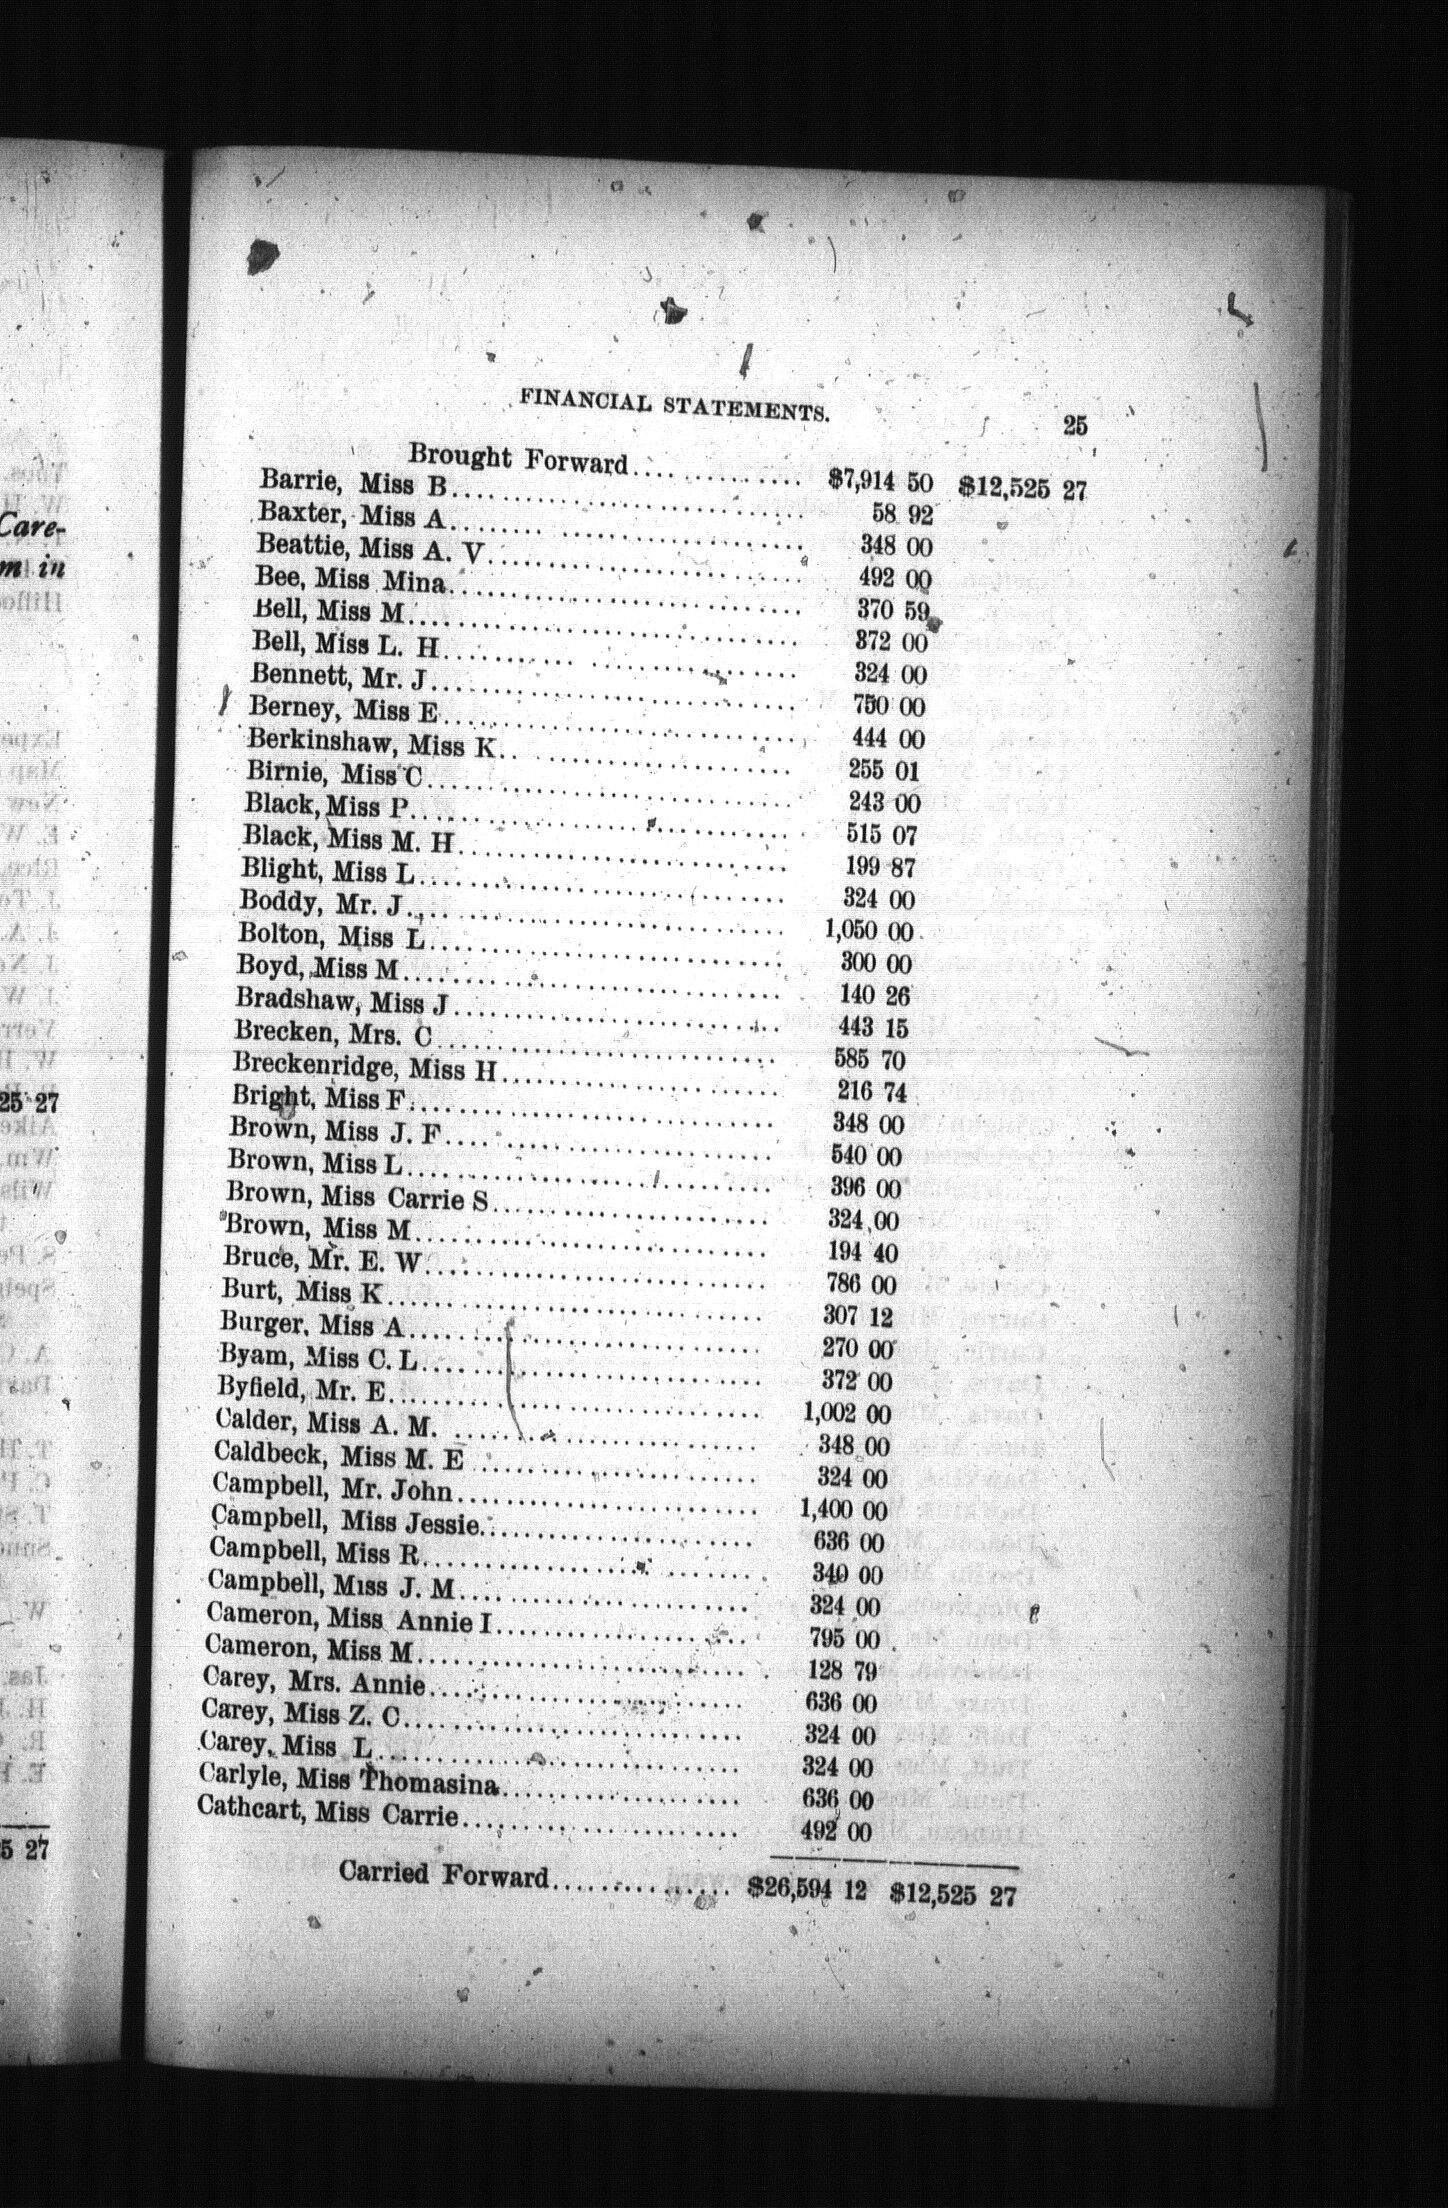 Care-
m in
25 27
5 27
FINANCIAL STATEMENTS. 25
Brought Forward.... ............ $7,914 50 $12,525 27
Barrie, Miss B............................ 58 92
Baxter, Miss A............................ 348 00
Beattie, Miss A. V........................ 492 00
Bee, Miss Mina............................ 370 59
Bell, Miss M.............................. 372 00
Bell, Miss L. H........................... 324 00
Bennett, Mr. J............................ 750 00
Berney, Miss E............................ 444 00
Berkinshaw, Miss K........................ 255 01
Birnie, Miss C............................ 243 00
Black, Miss P............................. 515 07
Black, Miss M. H.......................... 199 87
Blight, Miss L............................ 324 00
Boddy, Mr. J.............................. 1,050 00
Bolton, Miss L............................ 300 00
Boyd, Miss M.............................. 140 26
Bradshaw, Miss J.......................... 443 15
Brecken, Mrs. C........................... 585 70
Breckenridge, Miss H...................... 216 74
Bright, Miss F............................ 348 00
Brown, Miss J. F.......................... 540 00
Brown, Miss L............................. 396 00
Brown, Miss Carrie S...................... 324 00
Brown, Miss M............................. 194 40
Bruce, Mr. E. W........................... 786 00
Burt, Miss K.............................. 307 12
Burger, Miss A............................ 270 00
Byam, Miss C. L........................... 372 00
Byfield, Mr. E............................ 1,002 00
Calder, Miss A. M. ....................... 348 00
Caldbeck, Miss M. E ...................... 324 00
Campbell, Mr. John........................ 1,400 00
Campbell, Miss Jessie..................... 636 00
Campbell, Miss R.......................... 340 00
Campbell, Miss J. M....................... 324 00
Cameron, Miss Annie I..................... 795 00
Cameron, Miss M........................... 128 79
Carey, Mrs. Annie......................... 636 00
Carey, Miss Z. C.......................... 324 00
Carey, Miss L............................. 324 00
Carlyle, Miss Thomasina................... 636 00
Cathcart, Miss Carrie..................... 492 00
Carried Forward............... $26,594 12 $12,525 27